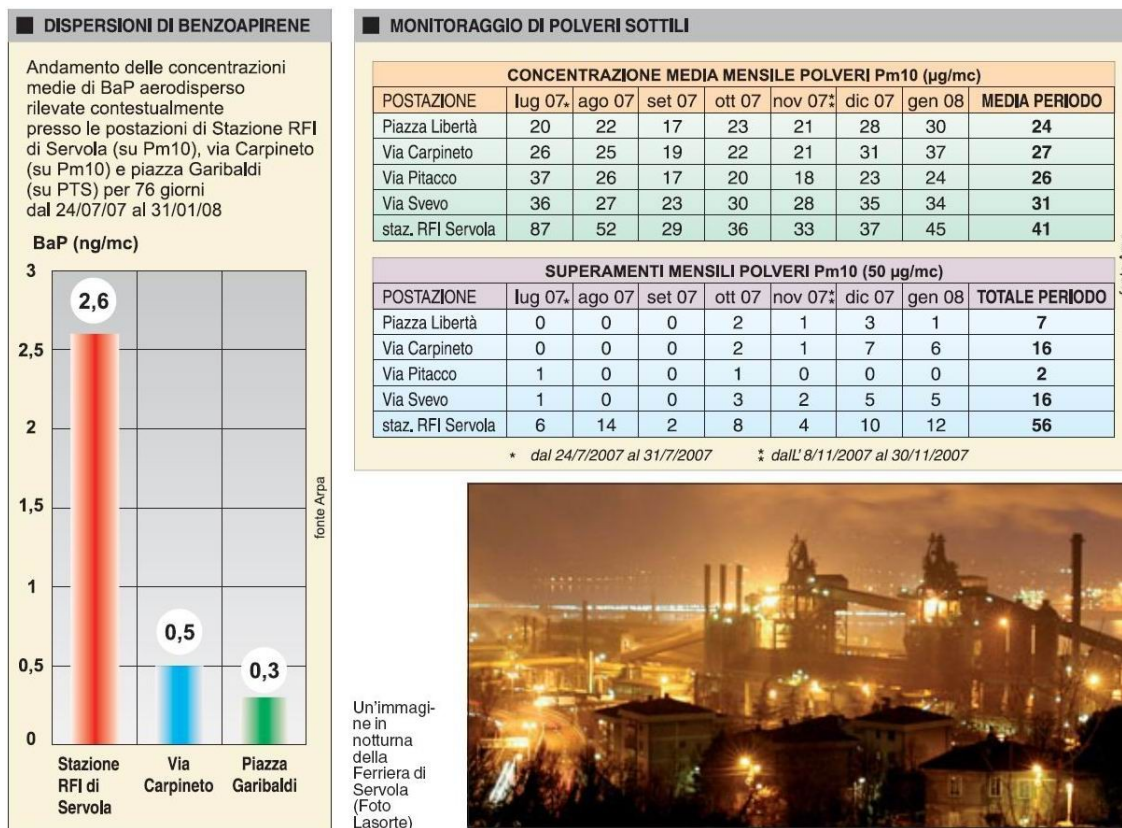 DISPERSIONI DI BENZOAPIRENE
Andamento delle concentrazioni
medie di BaP aerodisperso
rilevate contestualmente
presso le postazioni di Stazione RFI
di Servola (su Pm10), via Carpineto
(su Pm10) e piazza Garibaldi
(su PTS) per 76 giorni
dal 24/07/07 al 31/01/08
BaP (ng/mc)
3
2,5
2
1,5
1
0,5
0
2,6
0,5
0,3
Stazione
RFI di
Servola
Via
Carpineto
Piazza
Garibaldi
fonte Arpa
MONITORAGGIO DI POLVERI SOTTILI
CONCENTRAZIONE MEDIA MENSILE POLVERI Pm10 (µg/mc)
POSTAZIONE lug 07* ago 07 set 07 ott 07 nov 07** dic 07 gen 08 MEDIA PERIODO
Piazza Libertà 20 22 17 23 21 28 30 24
Via Carpineto 26 25 19 22 21 31 37 27
Via Pitacco 37 26 17 20 18 23 24 26
Via Svevo 36 27 23 30 28 35 34 31
staz. RFI Servola 87 52 29 36 33 37 45 41
SUPERAMENTI MENSILI POLVERI Pm10 (50 µg/mc)
POSTAZIONE lug 07* ago 07 set 07 ott 07 nov 07** dic 07 gen 08 TOTALE PERIODO
Piazza Libertà 0 0 0 2 1 3 1 7
Via Carpineto 0 0 0 2 1 7 6 16
Via Pitacco 1 0 0 1 0 0 0 2
Via Svevo 1 0 0 3 2 5 5 16
staz. RFI Servola 6 14 2 8 4 10 12 56
* dal 24/7/2007 al 31/7/2007 ** dalL' 8/11/2007 al 30/11/2007
Un'immagi-
ne in
notturna
della
Ferriera di
Servola
(Foto
Lasorte)